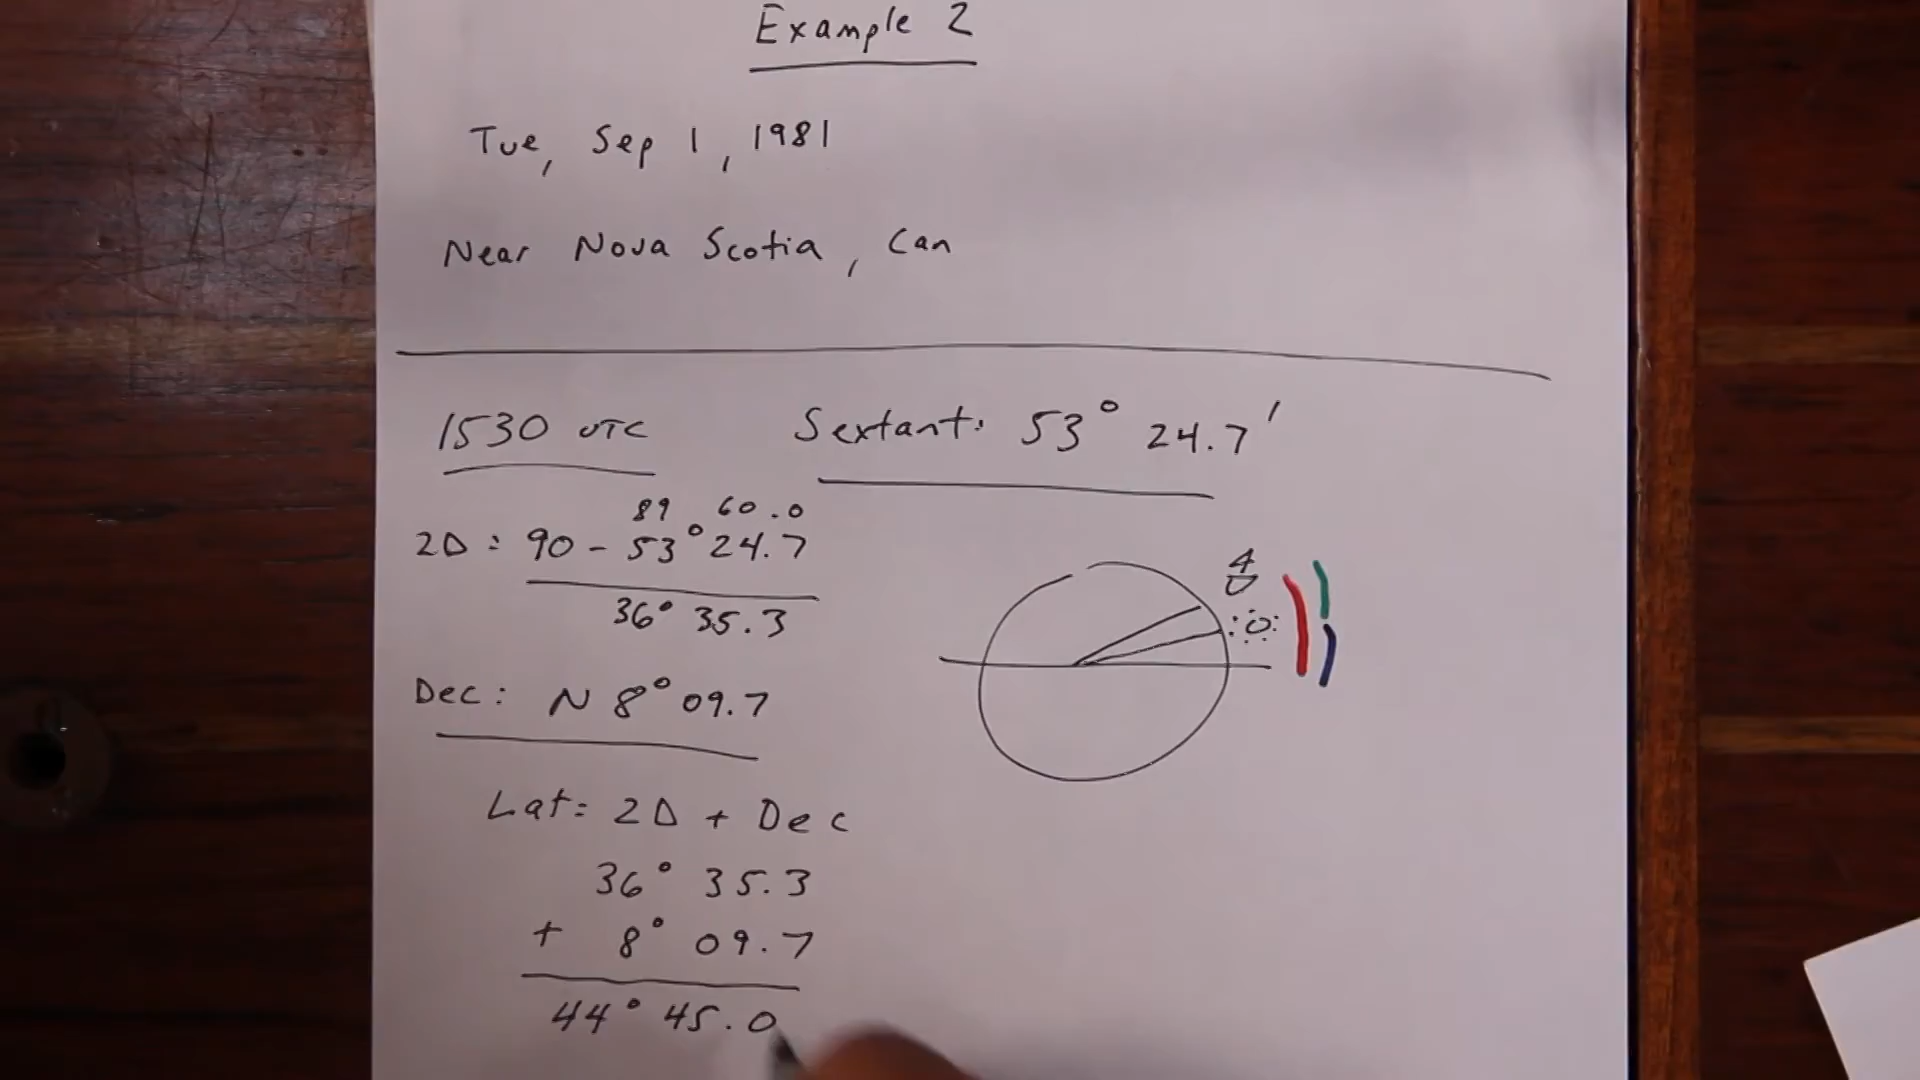 Example 2
Tue, Sep 1, 1981
Near Nova Scotia, Can
1530 UTC
Sextant: 53° 24.7'
89 60.0
ZD: 90 - 53° 24.7
36° 35.3
Dec: N 8° 09.7
Lat= ZD + Dec
36° 35.3
+ 8° 09.7
44° 45.0